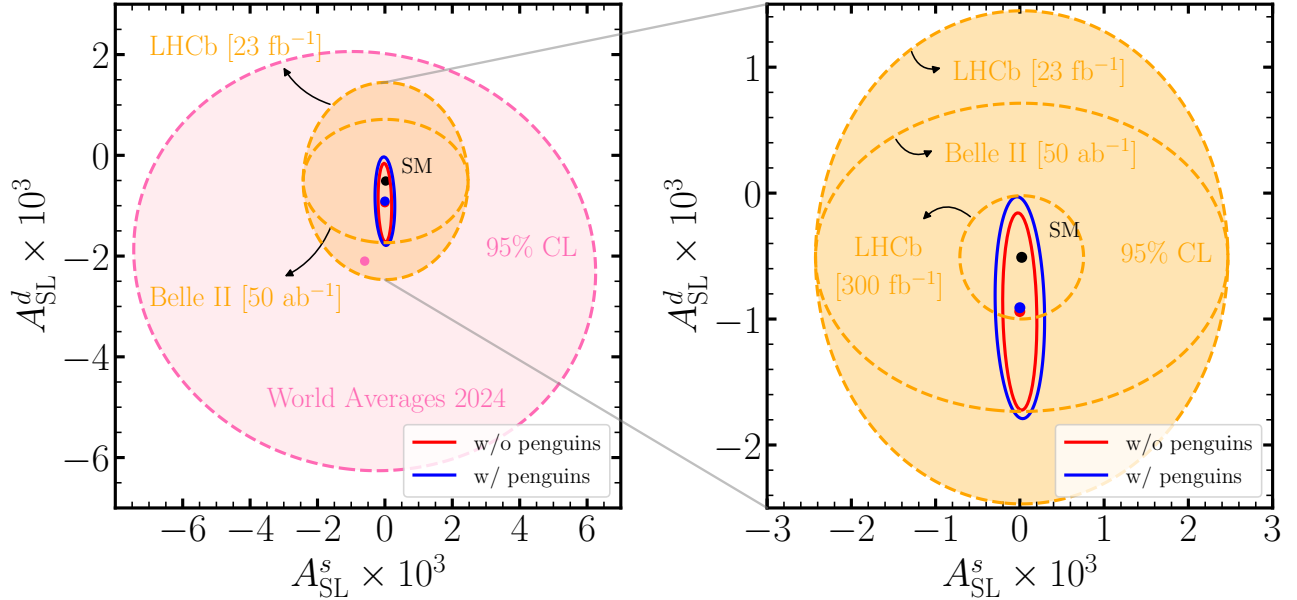 LHCb [23 fb⁻¹]
SM
95% CL
Belle II [50 ab⁻¹]
World Averages 2024
w/o penguins
w/ penguins
2
0
−2
−4
−6
−6 −4 −2 0 2 4 6
A^d_SL × 10³
A^s_SL × 10³
LHCb [23 fb⁻¹]
Belle II [50 ab⁻¹]
SM
LHCb
[300 fb⁻¹]
95% CL
w/o penguins
w/ penguins
1
0
−1
−2
−3 −2 −1 0 1 2 3
A^d_SL × 10³
A^s_SL × 10³